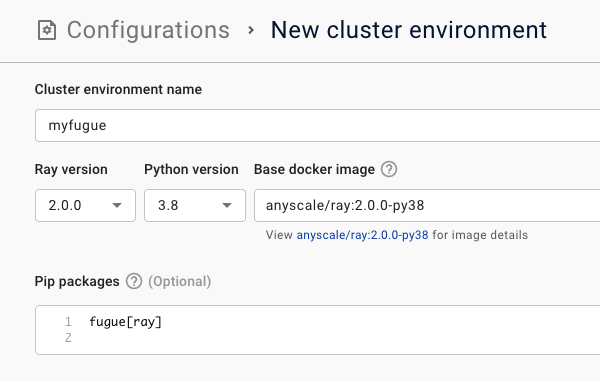 Configurations › New cluster environment
Cluster environment name
myfugue
Ray version Python version Base docker image ?
2.0.0 3.8 anyscale/ray:2.0.0-py38
View anyscale/ray:2.0.0-py38 for image details
Pip packages ? (Optional)
1 fugue[ray]
2